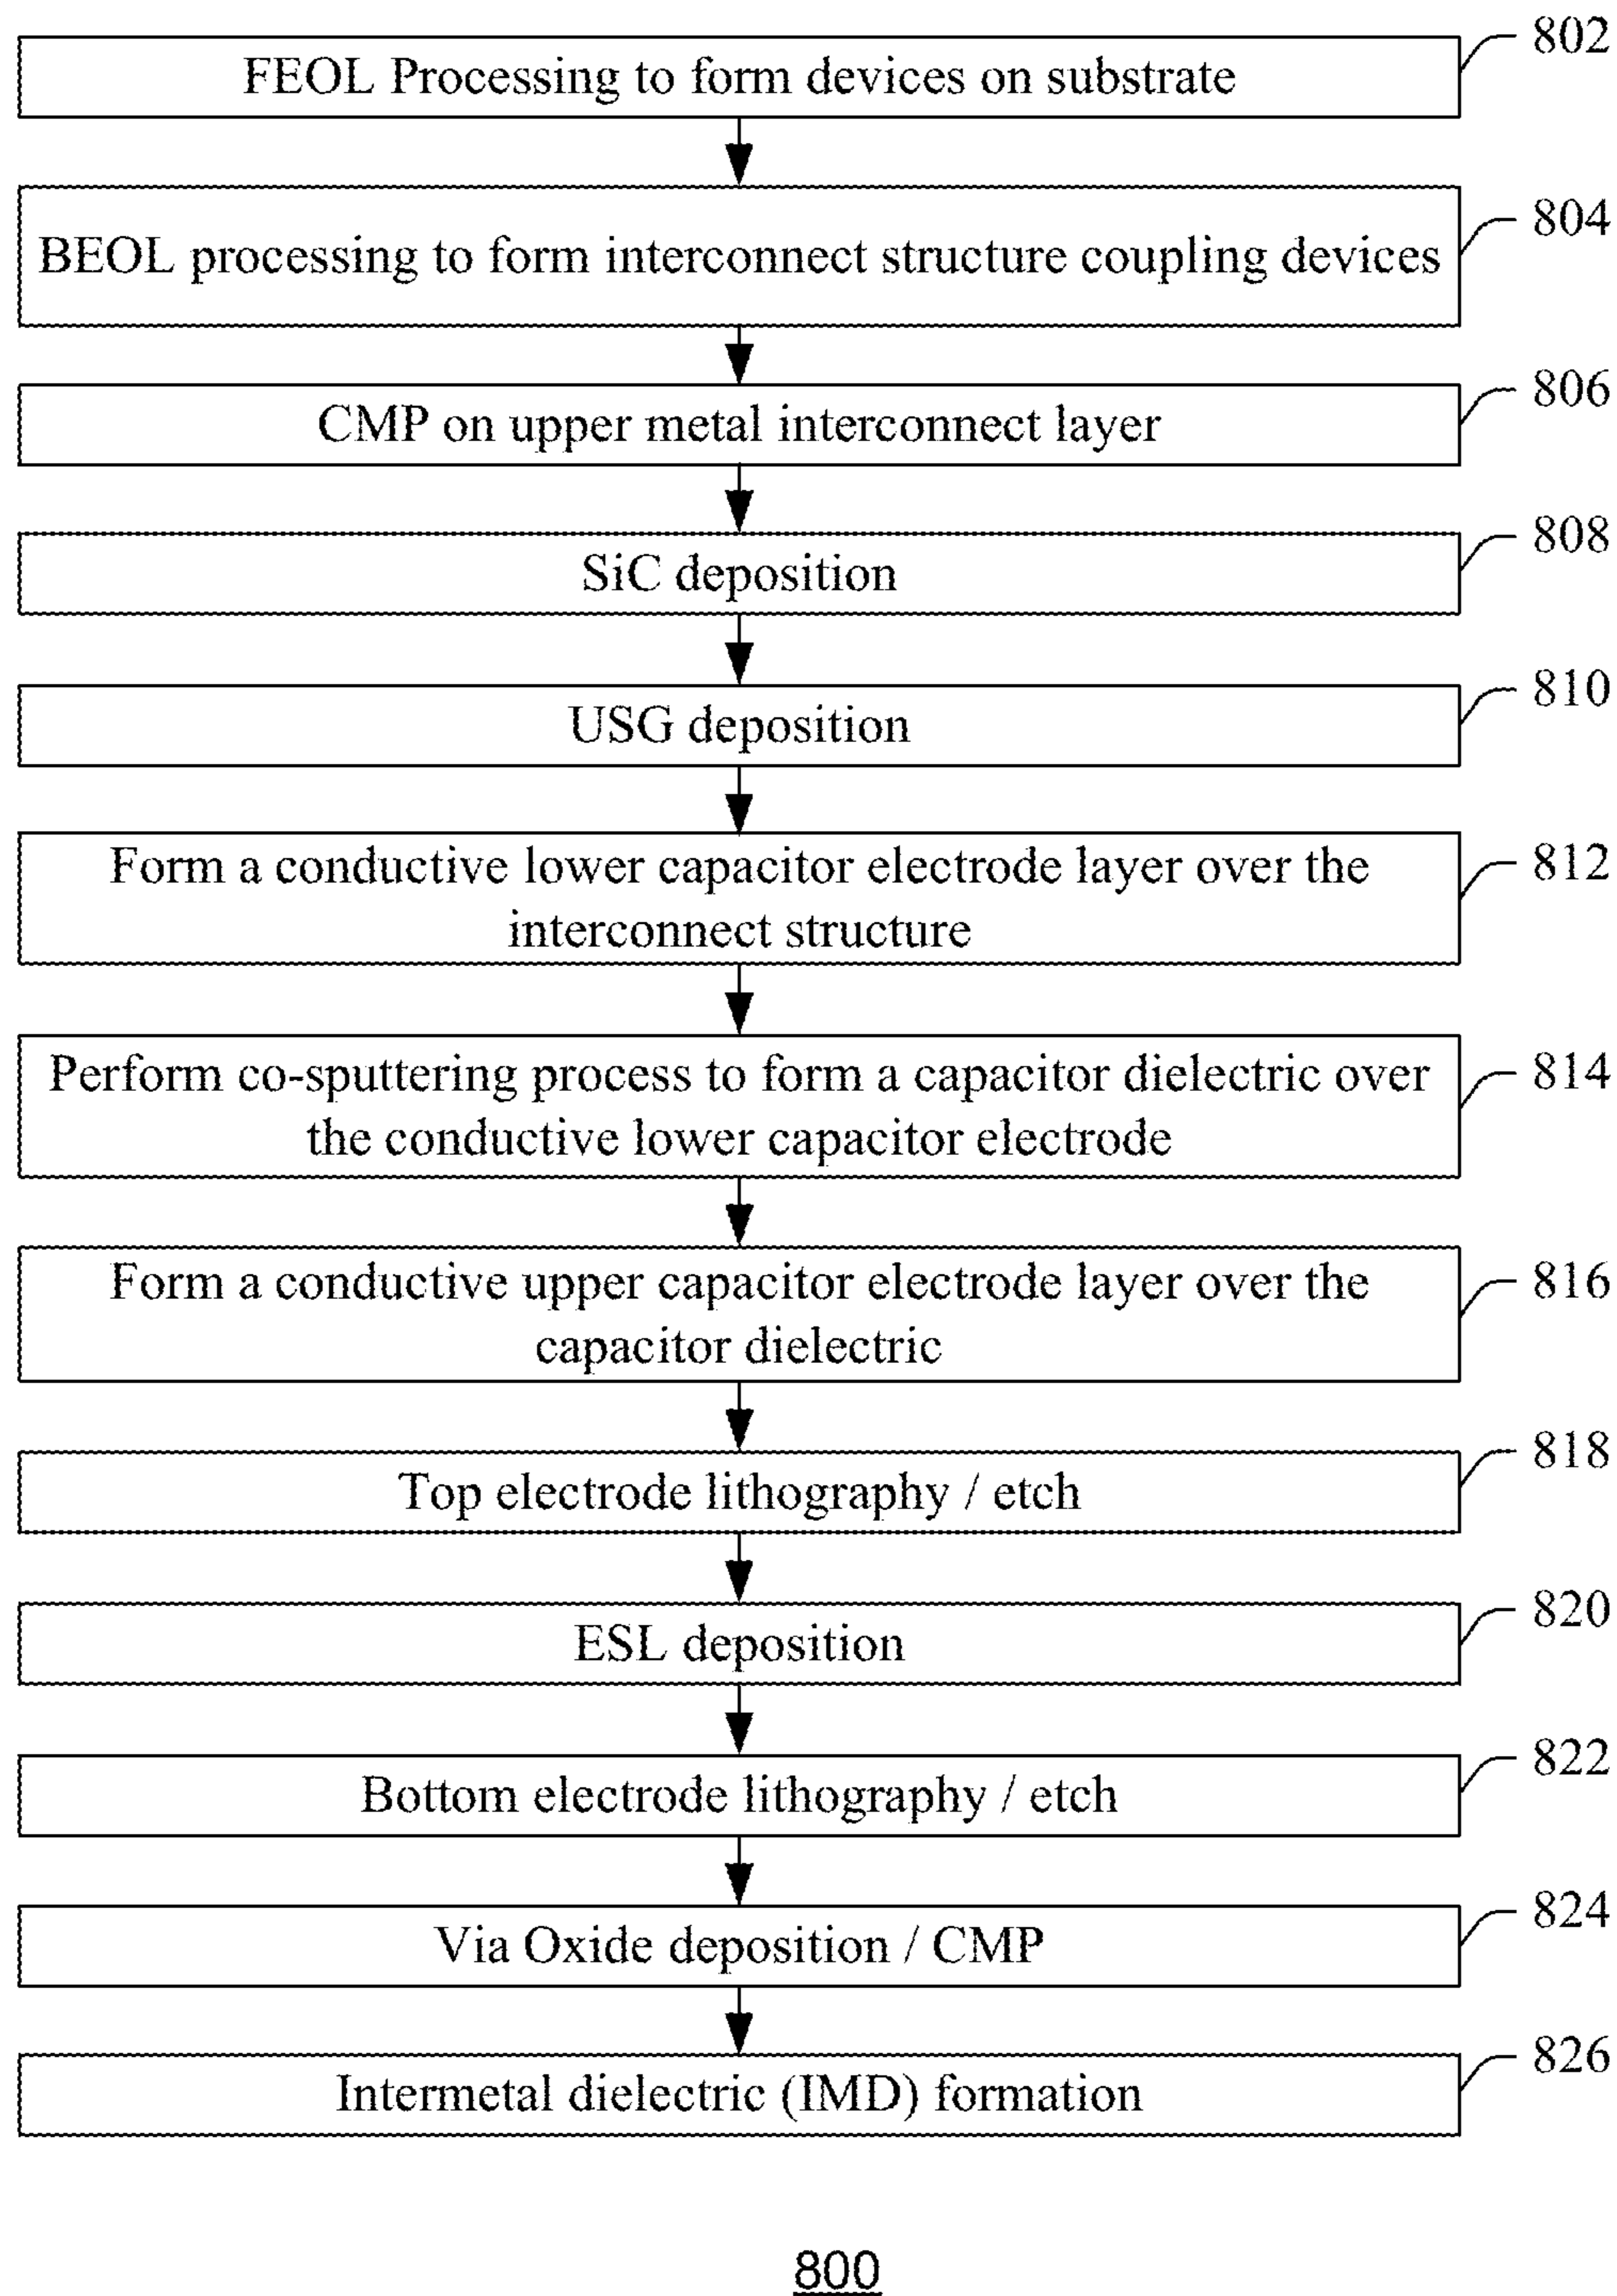 802
FEOL Processing to form devices on substrate
804
BEOL processing to form interconnect structure coupling devices
806
CMP on upper metal interconnect layer
808
SiC deposition
810
USG deposition
812
Form a conductive lower capacitor electrode layer over the
interconnect structure
814
Perform co-sputtering process to form a capacitor dielectric over
the conductive lower capacitor electrode
816
Form a conductive upper capacitor electrode layer over the
capacitor dielectric
818
Top electrode lithography / etch
820
ESL deposition
822
Bottom electrode lithography / etch
824
Via Oxide deposition / CMP
826
Intermetal dielectric (IMD) formation
800